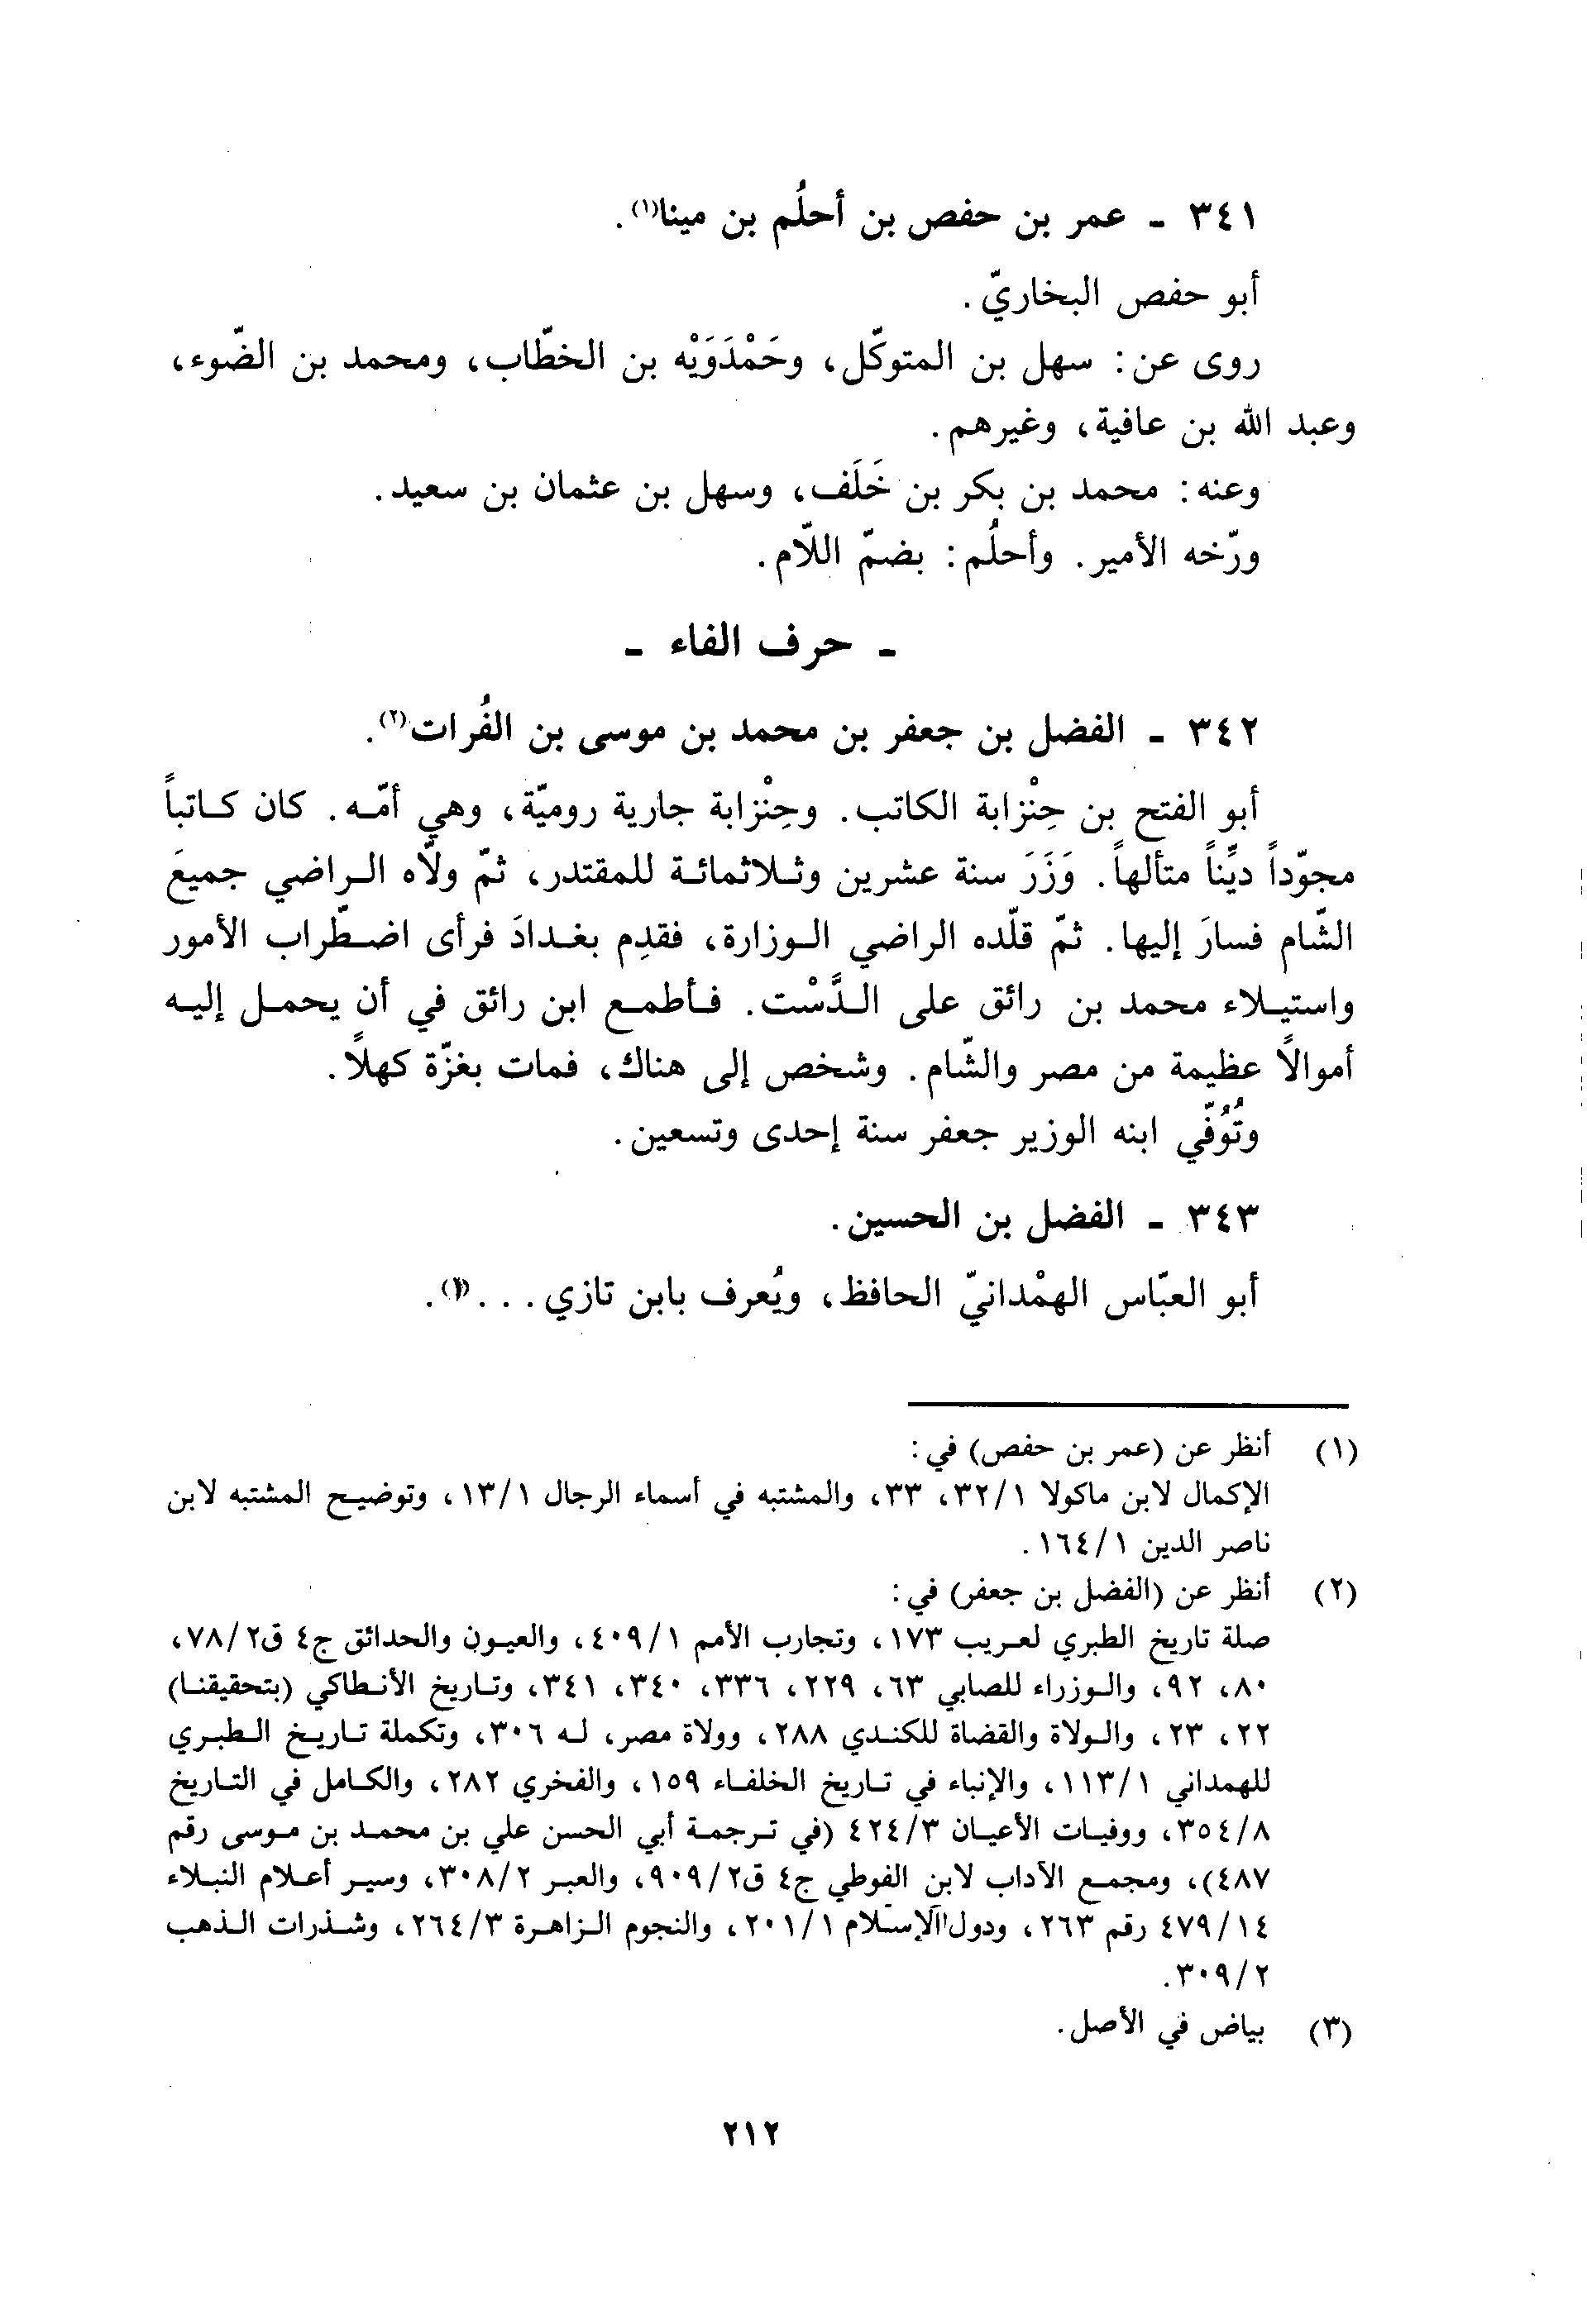 ٣٤١ - عمر بن حفص بن أحلُم بن مينا(١).
أبو حفص البخاريّ.
روى عن: سهل بن المتوكّل، وحَمْدَوَيْه بن الخطّاب، ومحمد بن الضّوء،
وعبد الله بن عافية، وغيرهم.
وعنه: محمد بن بكر بن خَلَف، وسهل بن عثمان بن سعيد.
ورّخه الأمير. وأحلُم: بضمّ اللّام.
- حرف الفاء -
٣٤٢ - الفضل بن جعفر بن محمد بن موسى بن الفُرات(٢).
أبو الفتح بن حِنْزابة الكاتب. وحِنْزابة جارية روميّة، وهي أمّه. كان كاتباً
مجوّداً ديِّناً متألهاً. وَزَرَ سنة عشرين وثلاثمائة للمقتدر، ثمّ ولّاه الراضي جميعَ
الشّام فسارَ إليها. ثمّ قلّده الراضي الوزارة، فقدِم بغدادَ فرأى اضطّراب الأمور
واستيلاء محمد بن رائق على الدَّسْت. فأطمع ابن رائق في أن يحمل إليه
أموالاً عظيمة من مصر والشّام. وشخص إلى هناك، فمات بغزّة كهلاً.
وتُوُفّي ابنه الوزير جعفر سنة إحدى وتسعين.
٣٤٣ - الفضل بن الحسين.
أبو العبّاس الهمْدانيّ الحافظ، ويُعرف بابن تازي...
(١) أنظر عن (عمر بن حفص) في:
الإكمال لابن ماكولا ٣٢/١، ٣٣، والمشتبه في أسماء الرجال ١٣/١، وتوضيح المشتبه لابن
ناصر الدين ١٦٤/١.
(٢) أنظر عن (الفضل بن جعفر) في:
صلة تاريخ الطبري لعريب ١٧٣، وتجارب الأمم ٤٠٩/١، والعيون والحدائق ج٤ ق٧٨/٢،
٨٠، ٩٢، والوزراء للصابي ٦٣، ٢٢٩، ٣٣٦، ٣٤٠، ٣٤١، وتاريخ الأنطاكي (بتحقيقنا)
٢٢، ٢٣، والولاة والقضاة للكندي ٢٨٨، وولاة مصر، له ٣٠٦، وتكملة تاريخ الطبري
للهمداني ١١٣/١، والإنباء في تاريخ الخلفاء ١٥٩، والفخري ٢٨٢، والكامل في التاريخ
٣٥٤/٨، ووفيات الأعيان ٤٢٤/٣ (في ترجمة أبي الحسن علي بن محمد بن موسى رقم
٤٨٧)، ومجمع الآداب لابن الفوطي ج٤ ق٩٠٩/٢، والعبر ٣٠٨/٢، وسير أعلام النبلاء
٤٧٩/١٤ رقم ٢٦٣، ودول الإسلام ٢٠١/١، والنجوم الزاهرة ٢٦٤/٣، وشذرات الذهب
٣٠٩/٢.
(٣) بياض في الأصل.
٢١٢